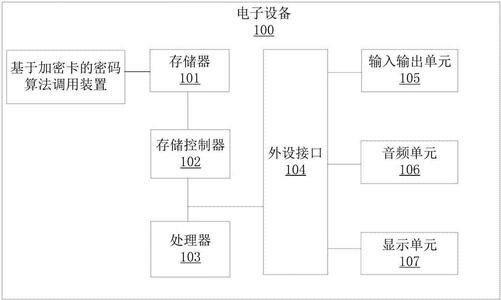 电子设备
100
基于加密卡的密码
算法调用装置
存储器
101
存储控制器
102
处理器
103
外设接口
104
输入输出单元
105
音频单元
106
显示单元
107